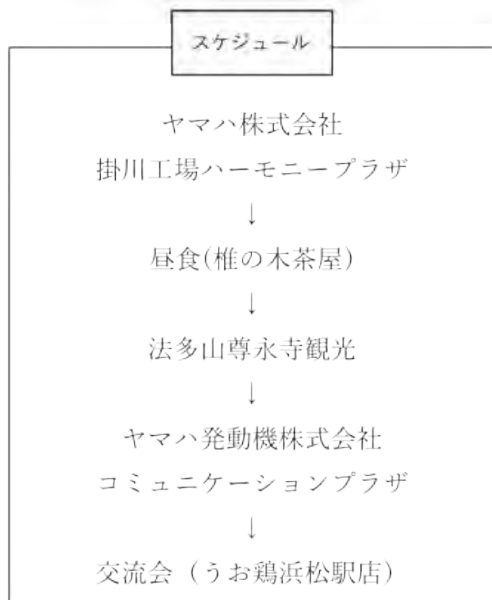 スケジュール
ヤマハ株式会社
掛川工場ハーモニープラザ
↓
昼食(椎の木茶屋)
↓
法多山尊永寺観光
↓
ヤマハ発動機株式会社
コミュニケーションプラザ
↓
交流会（うお鶏浜松駅店）